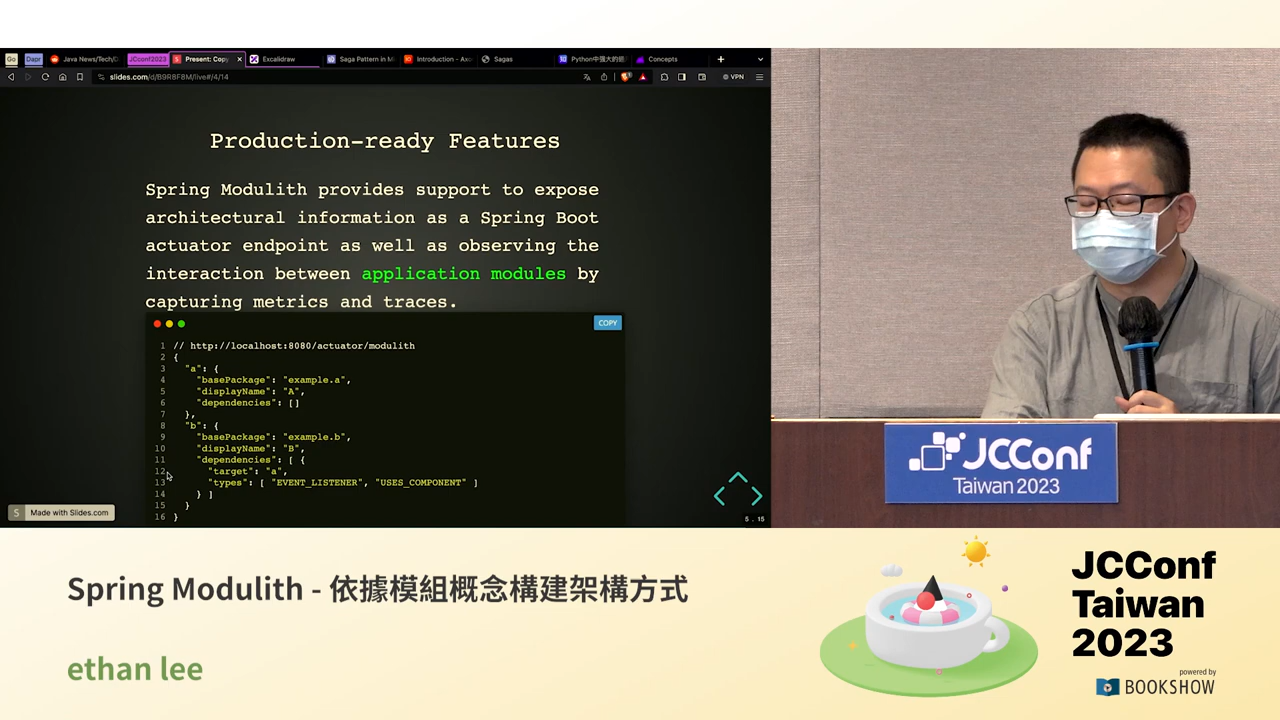 Go
Dapr
Java News/Tech/D
JCconf2023
Present: Copy
Excalidraw
Saga Pattern in M
Introduction - Axo
Sagas
Concepts
slides.com/d/B9R8F8M/live#/4/14
VPN
Production-ready Features
Spring Modulith provides support to expose
architectural information as a Spring Boot
actuator endpoint as well as observing the
interaction between application modules by
capturing metrics and traces.
COPY
1 // http://localhost:8080/actuator/modulith
2 {
3 "a": {
4 "basePackage": "example.a",
5 "displayName": "A",
6 "dependencies": []
7 },
8 "b": {
9 "basePackage": "example.b",
10 "displayName": "B",
11 "dependencies": [ {
12 "target": "a",
13 "types": [ "EVENT_LISTENER", "USES_COMPONENT" ]
14 } ]
15 }
16 }
S Made with Slides.com
5 . 15
JCConf
Taiwan 2023
Spring Modulith - 依據模組概念構建架構方式
ethan lee
JCConf
Taiwan
2023
powered by
BOOKSHOW